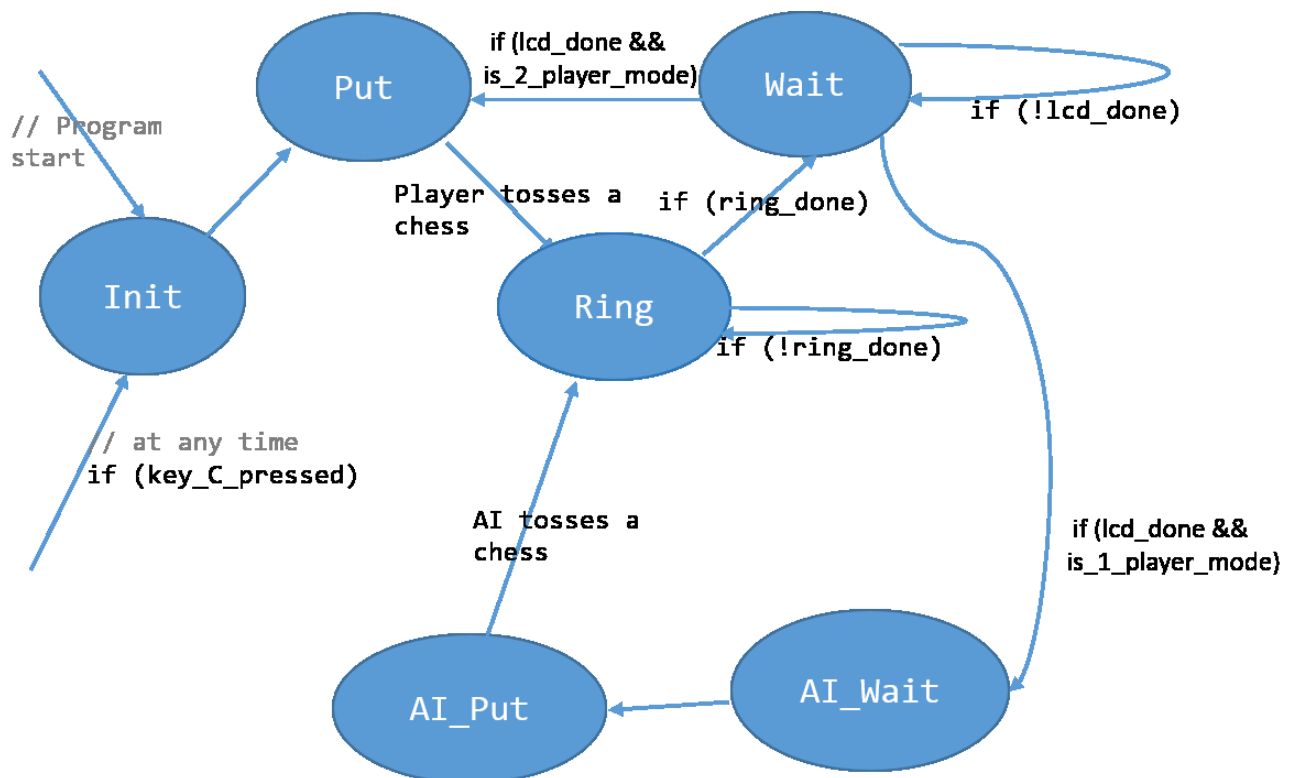 if (lcd_done &&
is_2_player_mode)
Put
Wait
if (!lcd_done)
// Program
start
Player tosses a
chess
if (ring_done)
Init
Ring
if (!ring_done)
// at any time
if (key_C_pressed)
AI tosses a
chess
if (lcd_done &&
is_1_player_mode)
AI_Put
AI_Wait